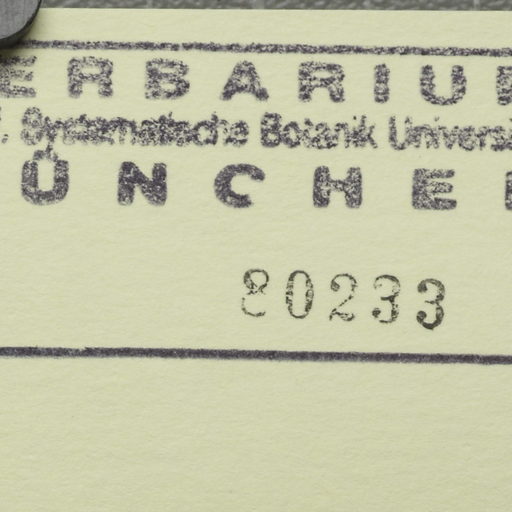 ERBARIU
. Systematische Botanik Universi
ÜNCHE
80233